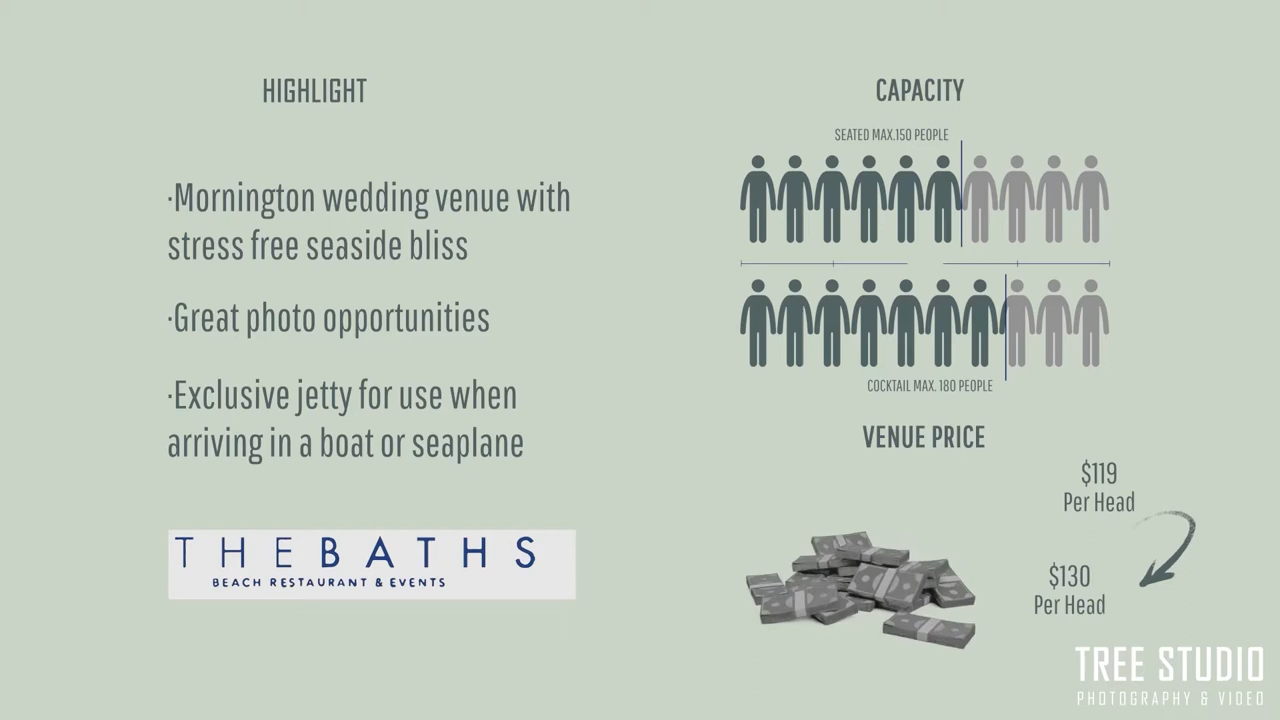 HIGHLIGHT
·Mornington wedding venue with
stress free seaside bliss
·Great photo opportunities
·Exclusive jetty for use when
arriving in a boat or seaplane
THE BATHS
BEACH RESTAURANT & EVENTS
CAPACITY
SEATED MAX.150 PEOPLE
COCKTAIL MAX. 180 PEOPLE
VENUE PRICE
$119
Per Head
$130
Per Head
TREE STUDIO
PHOTOGRAPHY & VIDEO